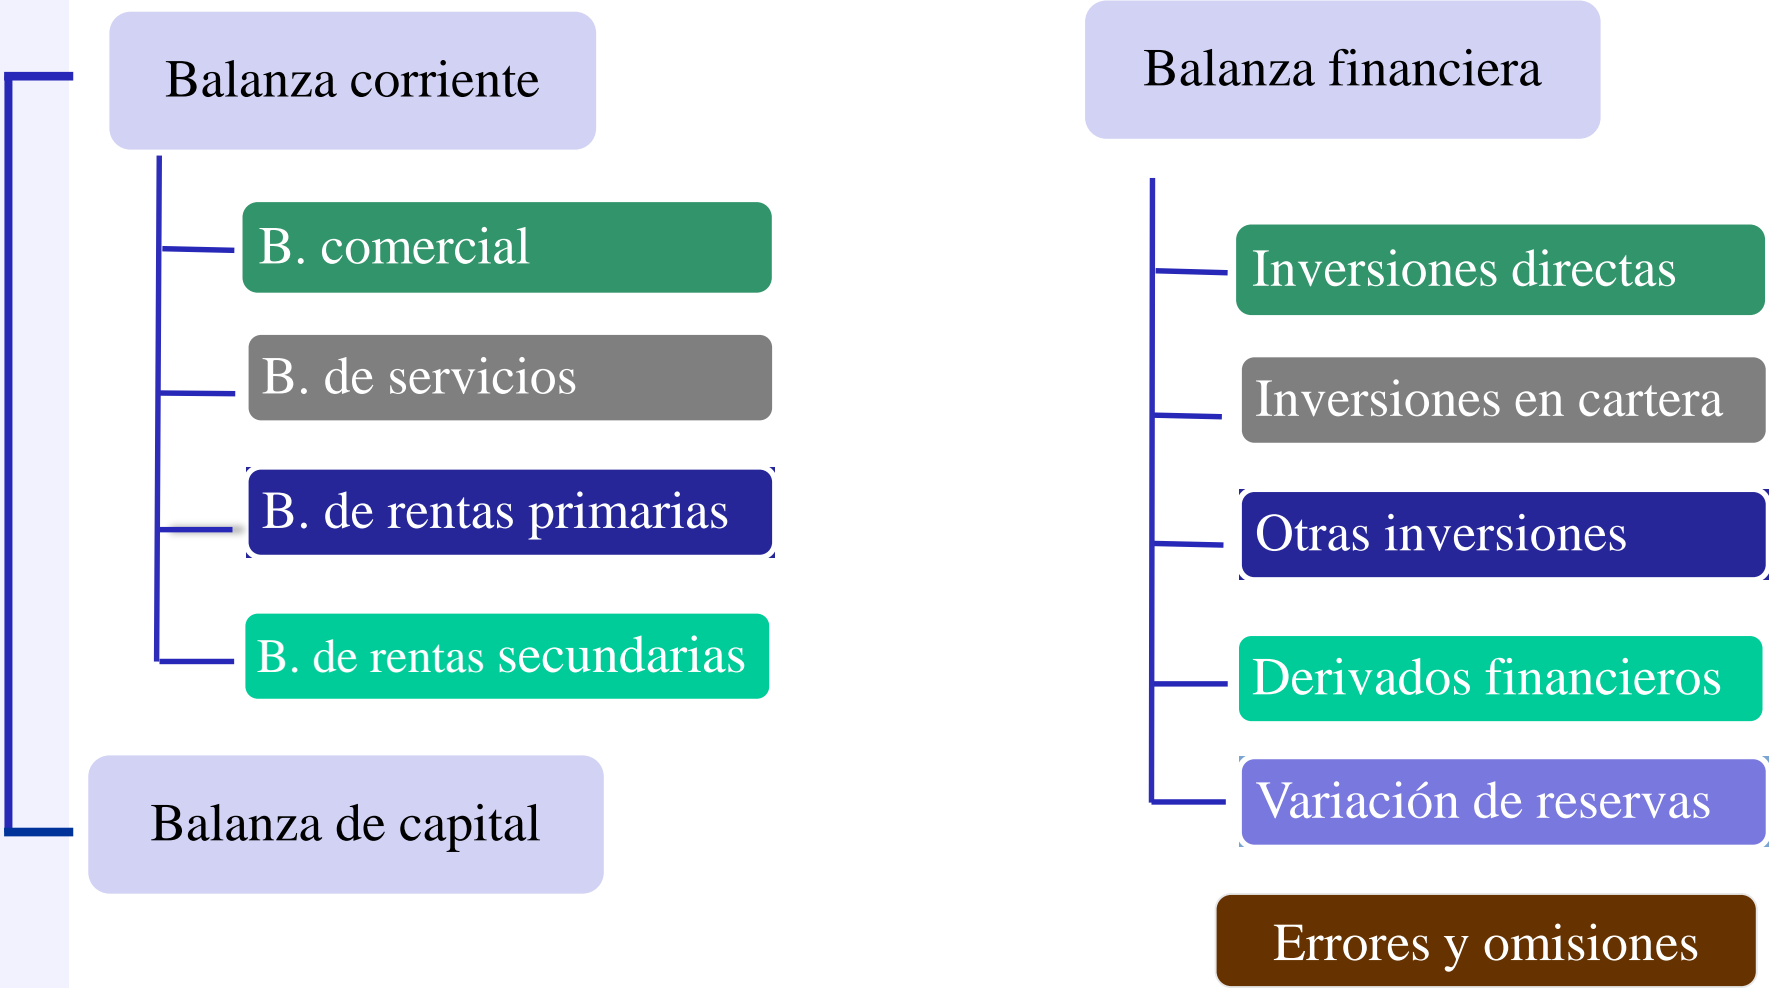 Balanza corriente
B. comercial
B. de servicios
B. de rentas primarias
B. de rentas secundarias
Balanza de capital
Balanza financiera
Inversiones directas
Inversiones en cartera
Otras inversiones
Derivados financieros
Variación de reservas
Errores y omisiones